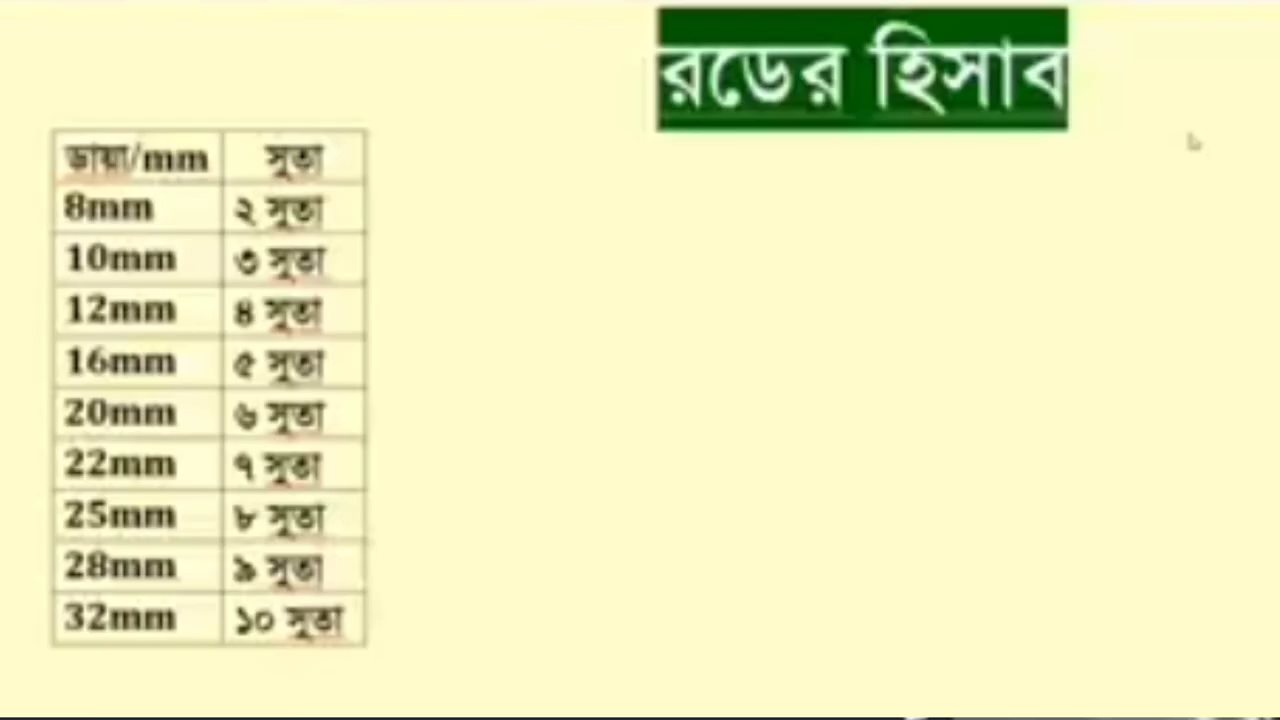 রডের হিসাব
ডায়া/mm সুতা
8mm ২ সুতা
10mm ৩ সুতা
12mm ৪ সুতা
16mm ৫ সুতা
20mm ৬ সুতা
22mm ৭ সুতা
25mm ৮ সুতা
28mm ৯ সুতা
32mm ১০ সুতা